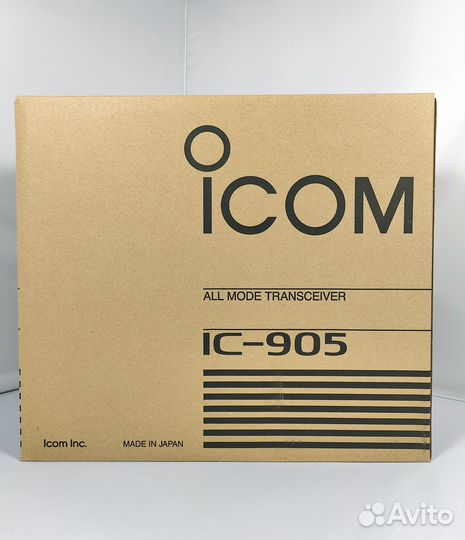 ICOM
ALL MODE TRANSCEIVER
IC-905
Icom Inc. MADE IN JAPAN
Avito